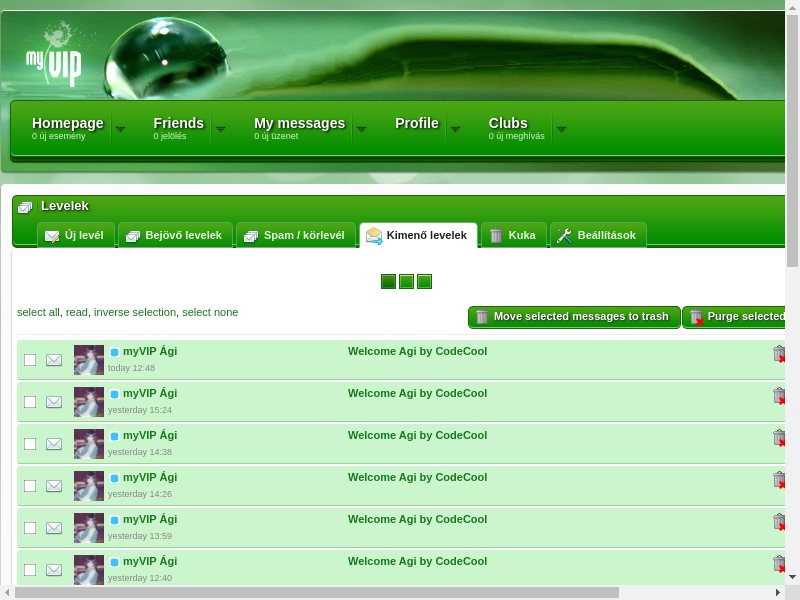 my VIP
Homepage
0 új esemény
Friends
0 jelölés
My messages
0 új üzenet
Profile
Clubs
0 új meghívás
Levelek
Új levél
Bejövő levelek
Spam / körlevél
Kimenő levelek
Kuka
Beállítások
select all, read, inverse selection, select none
Move selected messages to trash
Purge selected
myVIP Ági
Welcome Agi by CodeCool
today 12:48
myVIP Ági
Welcome Agi by CodeCool
yesterday 15:24
myVIP Ági
Welcome Agi by CodeCool
yesterday 14:38
myVIP Ági
Welcome Agi by CodeCool
yesterday 14:26
myVIP Ági
Welcome Agi by CodeCool
yesterday 13:59
myVIP Ági
Welcome Agi by CodeCool
yesterday 12:40